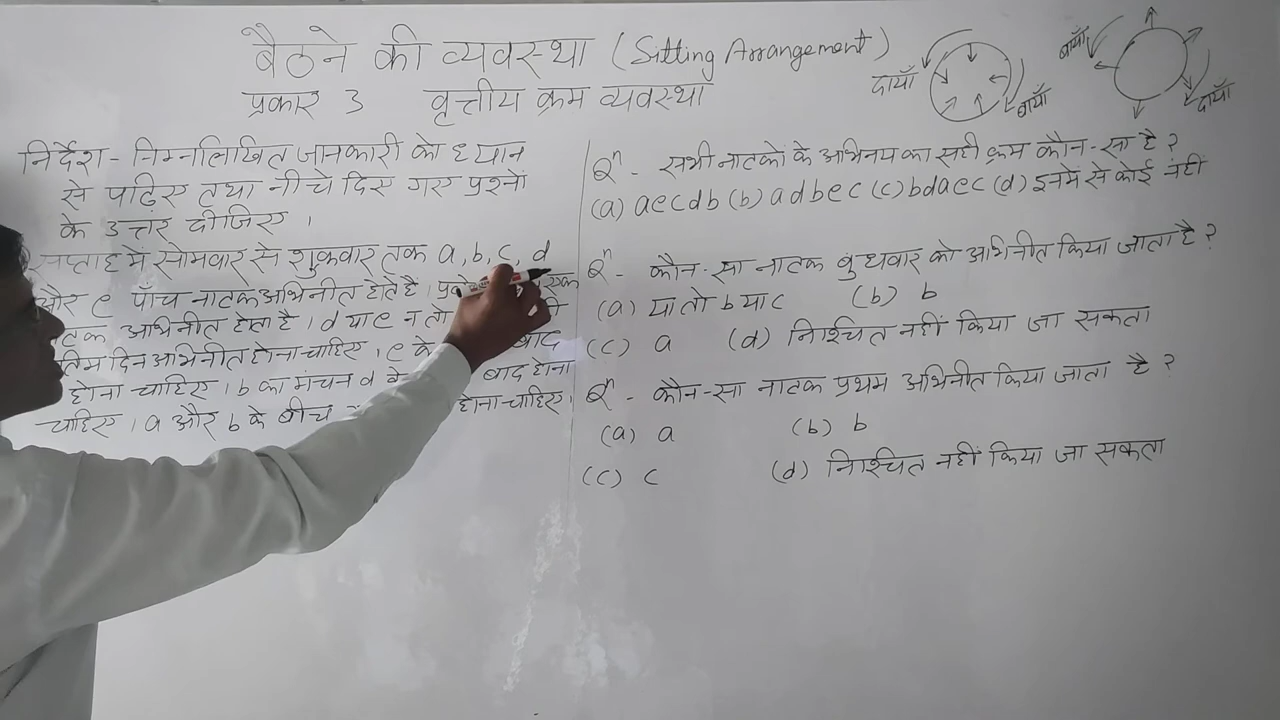 बैठने की व्यवस्था (Sitting Arrangement)
प्रकार 3 वृत्तीय क्रम व्यवस्था
दायाँ
बायाँ
बायाँ
दायाँ
निर्देश- निम्नलिखित जानकारी को ध्यान
से पढ़िए तथा नीचे दिए गए प्रश्नों
के उत्तर दीजिए ।
सप्ताह में सोमवार से शुक्रवार तक a, b, c, d
और e पाँच नाटक अभिनीत होते है । एक
अभिनीत होता है । d या e न तो
दिन अभिनीत होना चाहिए । e के बाद
होना चाहिए । b का मंचन d के बाद होना
चाहिए । a और b के बीच होना चाहिए ।
Qⁿ - सभी नाटकों के अभिनय का सही क्रम कौन-सा है ?
(a) aecdb (b) adbec (c) bdaec (d) इनमें से कोई नहीं
Qⁿ - कौन-सा नाटक बुधवार को अभिनीत किया जाता है ?
(a) या तो b या c (b) b
(c) a (d) निश्चित नहीं किया जा सकता
Qⁿ - कौन-सा नाटक प्रथम अभिनीत किया जाता है ?
(a) a (b) b
(c) c (d) निश्चित नहीं किया जा सकता